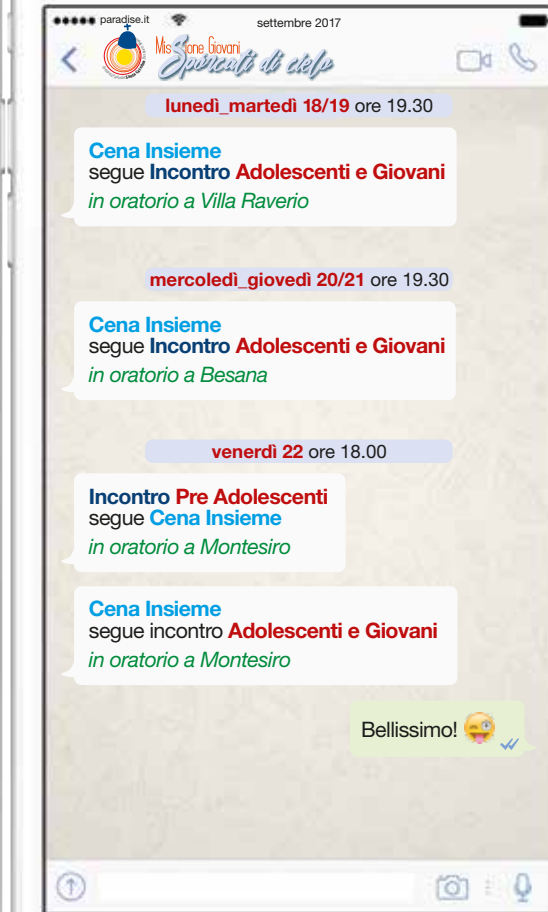 paradise.it
settembre 2017
Missione Giovani
Sporcati di cielo
lunedì_martedì 18/19 ore 19.30
Cena Insieme
segue Incontro Adolescenti e Giovani
in oratorio a Villa Raverio
mercoledì_giovedì 20/21 ore 19.30
Cena Insieme
segue Incontro Adolescenti e Giovani
in oratorio a Besana
venerdì 22 ore 18.00
Incontro Pre Adolescenti
segue Cena Insieme
in oratorio a Montesiro
Cena Insieme
segue incontro Adolescenti e Giovani
in oratorio a Montesiro
Bellissimo! 😜